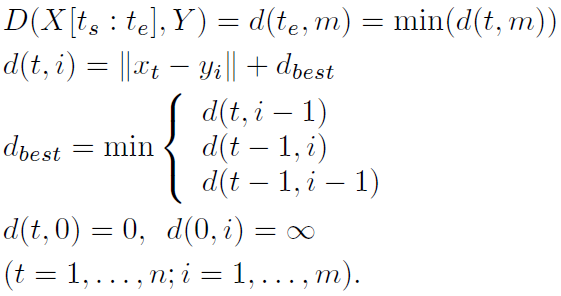 D(X[t_s : t_e], Y) = d(t_e, m) = min(d(t, m))
d(t, i) = ‖x_t − y_i‖ + d_best
d_best = min { d(t, i − 1)
d(t − 1, i)
d(t − 1, i − 1)
d(t, 0) = 0, d(0, i) = ∞
(t = 1, . . . , n; i = 1, . . . , m).